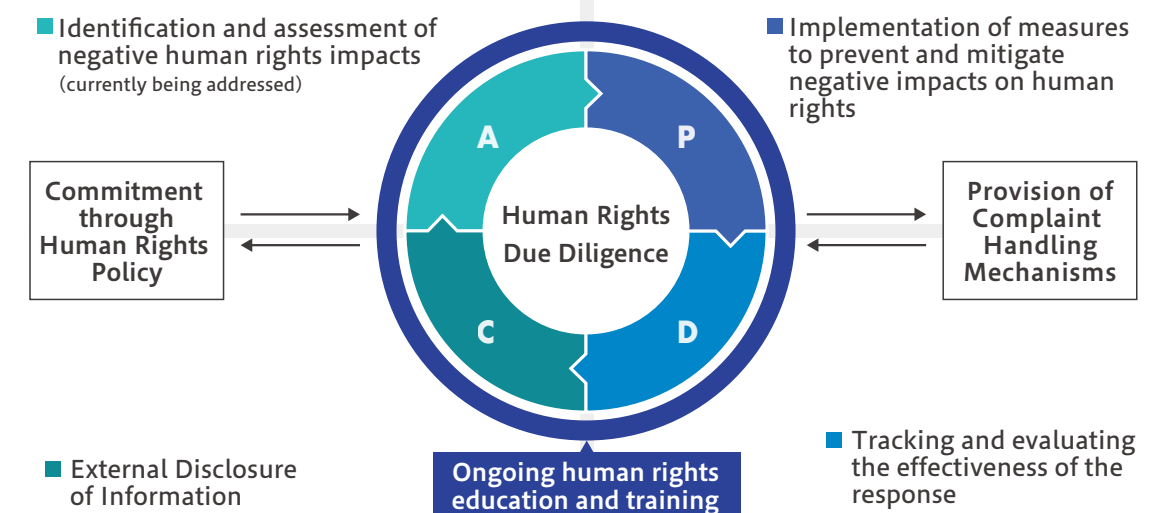 Identification and assessment of
negative human rights impacts
(currently being addressed)
Implementation of measures
to prevent and mitigate
negative impacts on human
rights
A
P
Commitment
through
Human Rights
Policy
Human Rights
Due Diligence
Provision of
Complaint
Handling
Mechanisms
C
D
External Disclosure
of Information
Ongoing human rights
education and training
Tracking and evaluating
the effectiveness of the
response